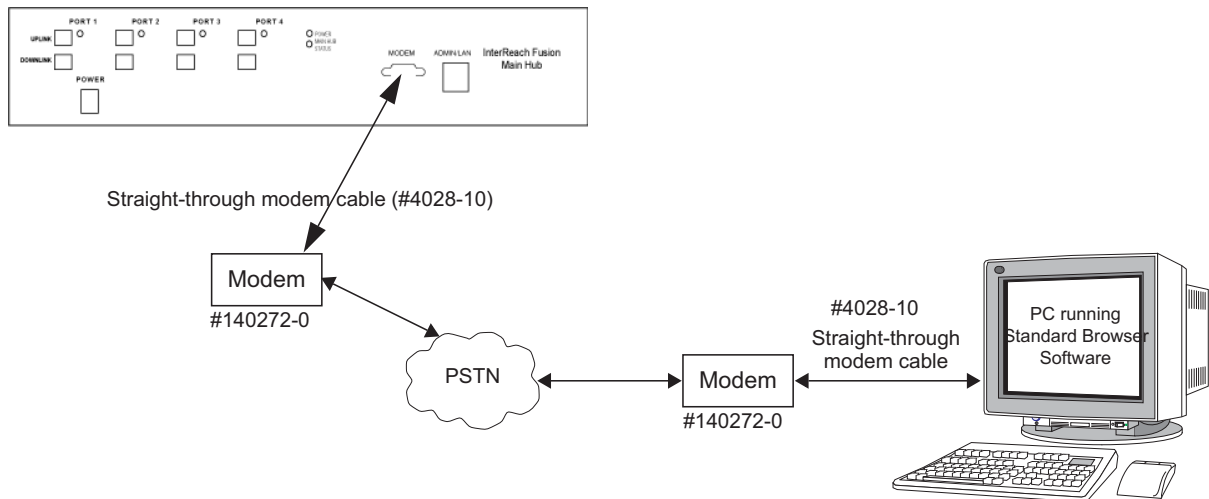 PORT 1 PORT 2 PORT 3 PORT 4
UPLINK
POWER
MAIN HUB
STATUS
DOWNLINK
POWER
MODEM
ADMIN/LAN
InterReach Fusion
Main Hub
Straight-through modem cable (#4028-10)
Modem
#140272-0
PSTN
Modem
#140272-0
#4028-10
Straight-through
modem cable
PC running
Standard Browser
Software